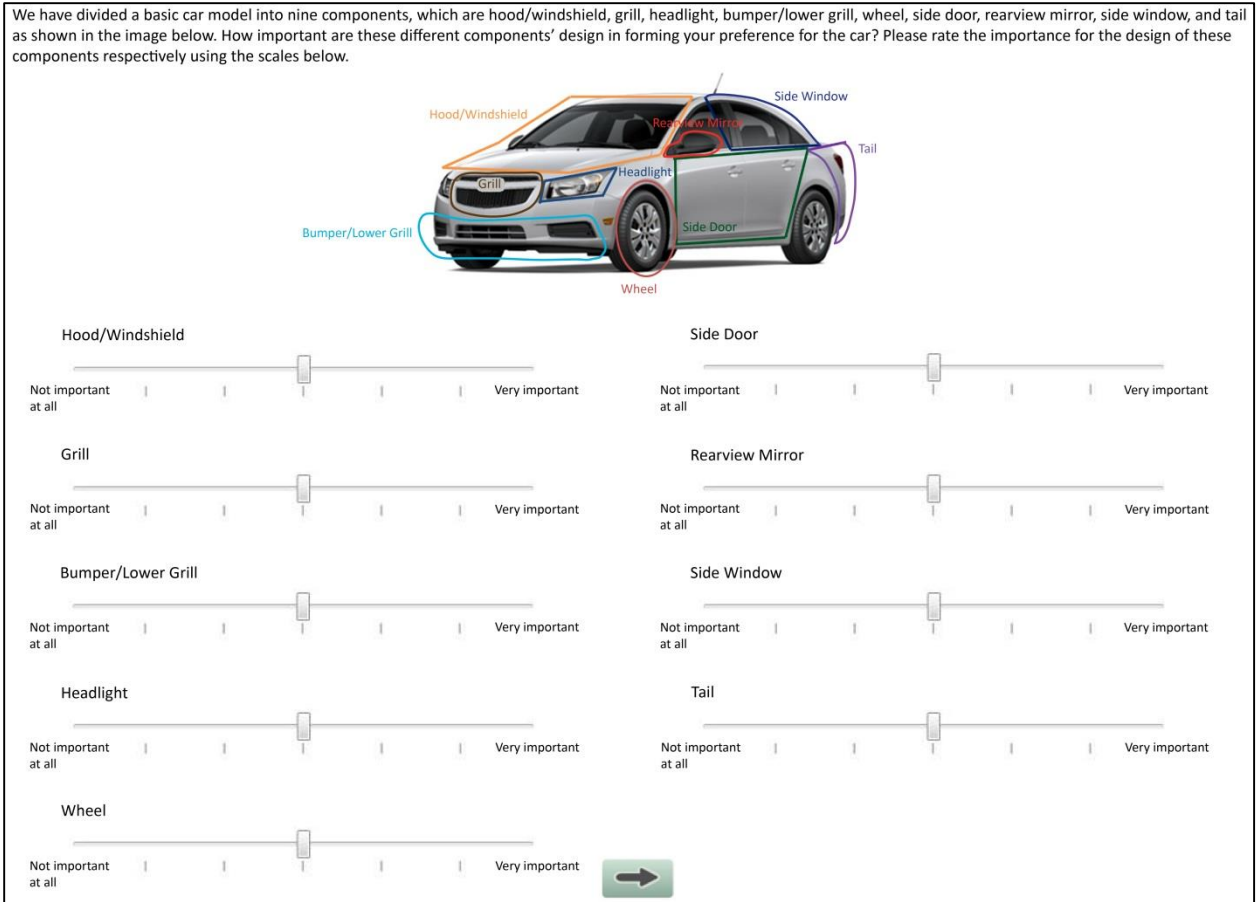 We have divided a basic car model into nine components, which are hood/windshield, grill, headlight, bumper/lower grill, wheel, side door, rearview mirror, side window, and tail
as shown in the image below. How important are these different components’ design in forming your preference for the car? Please rate the importance for the design of these
components respectively using the scales below.
Side Window
Hood/Windshield
Rearview Mirror
Tail
Headlight
Grill
Side Door
Bumper/Lower Grill
Wheel
Hood/Windshield
Not important
at all
Very important
Side Door
Not important
at all
Very important
Grill
Not important
at all
Very important
Rearview Mirror
Not important
at all
Very important
Bumper/Lower Grill
Not important
at all
Very important
Side Window
Not important
at all
Very important
Headlight
Not important
at all
Very important
Tail
Not important
at all
Very important
Wheel
Not important
at all
Very important